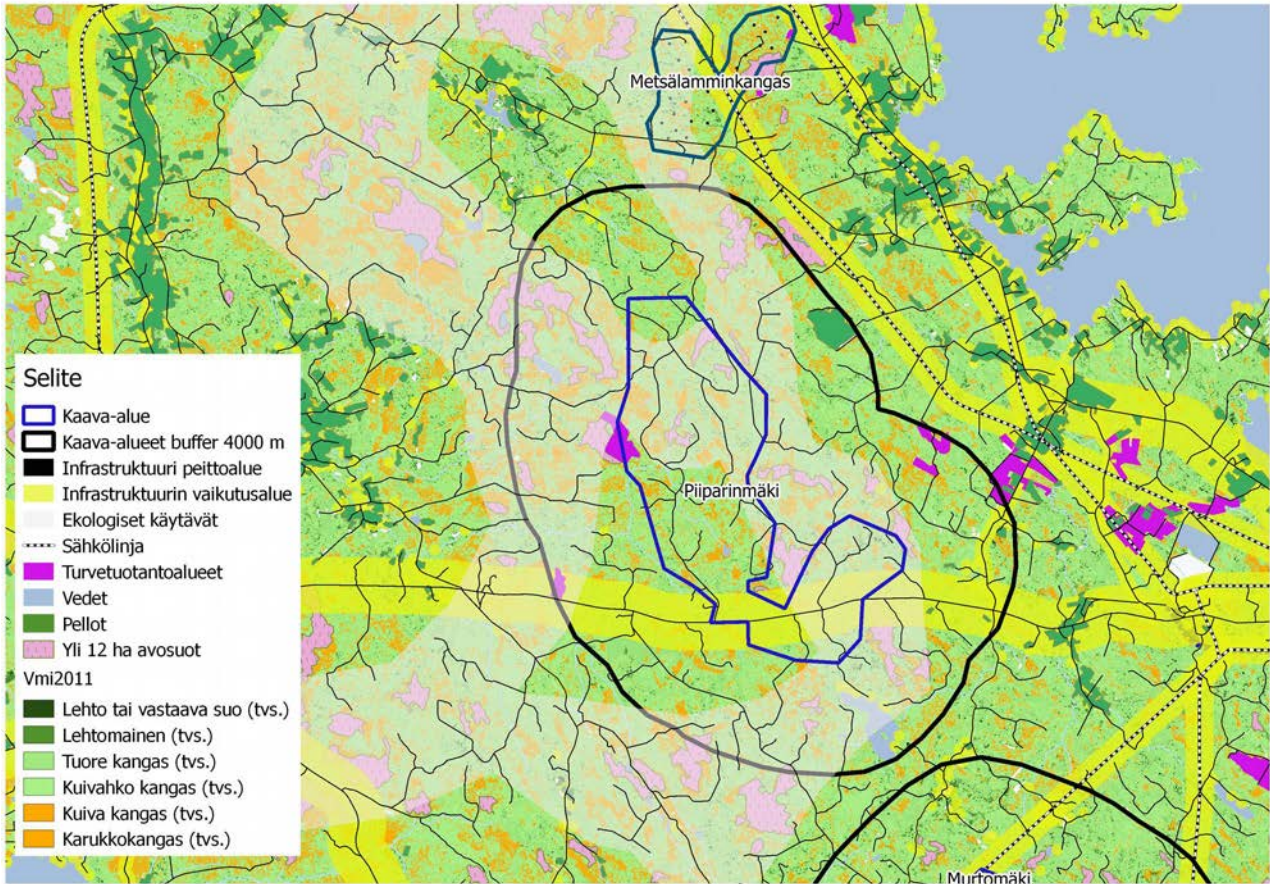 Metsälamminkangas
Piiparinmäki
Murtomäki
Selite
Kaava-alue
Kaava-alueet buffer 4000 m
Infrastruktuuri peittoalue
Infrastruktuurin vaikutusalue
Ekologiset käytävät
Sähkölinja
Turvetuotantoalueet
Vedet
Pellot
Yli 12 ha avosuot
Vmi2011
Lehto tai vastaava suo (tvs.)
Lehtomainen (tvs.)
Tuore kangas (tvs.)
Kuivahko kangas (tvs.)
Kuiva kangas (tvs.)
Karukkokangas (tvs.)